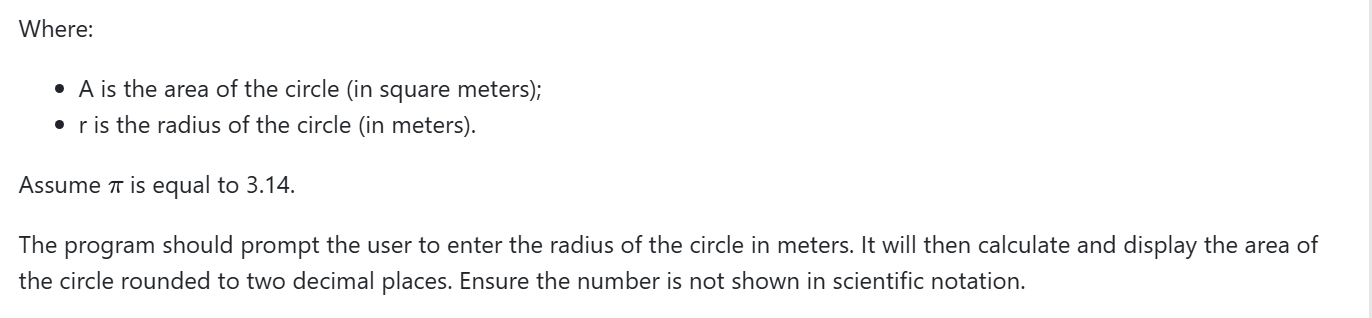 Where:
• A is the area of the circle (in square meters);
• r is the radius of the circle (in meters).
Assume π is equal to 3.14.
The program should prompt the user to enter the radius of the circle in meters. It will then calculate and display the area of
the circle rounded to two decimal places. Ensure the number is not shown in scientific notation.